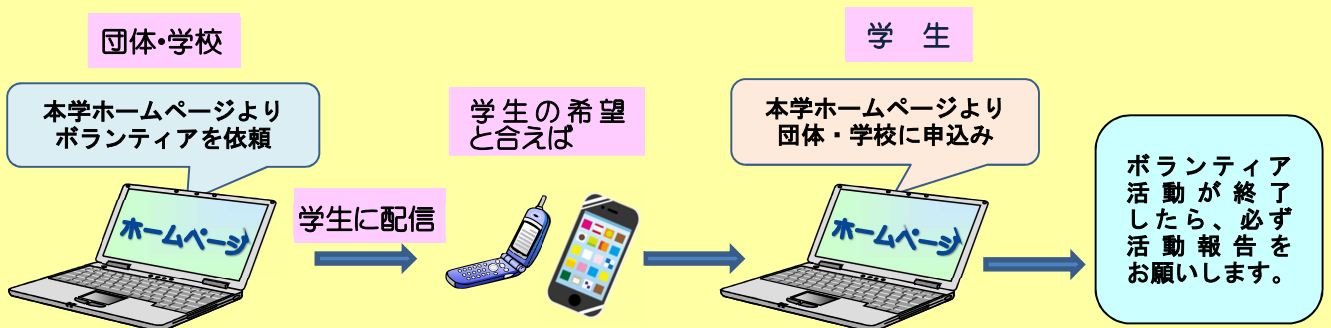 団体・学校
本学ホームページより
ボランティアを依頼
ホームページ
学生に配信
学生の希望
と合えば
学 生
本学ホームページより
団体・学校に申込み
ホームページ
ボランティア
活動が終了
したら、必ず
活動報告を
お願いします。